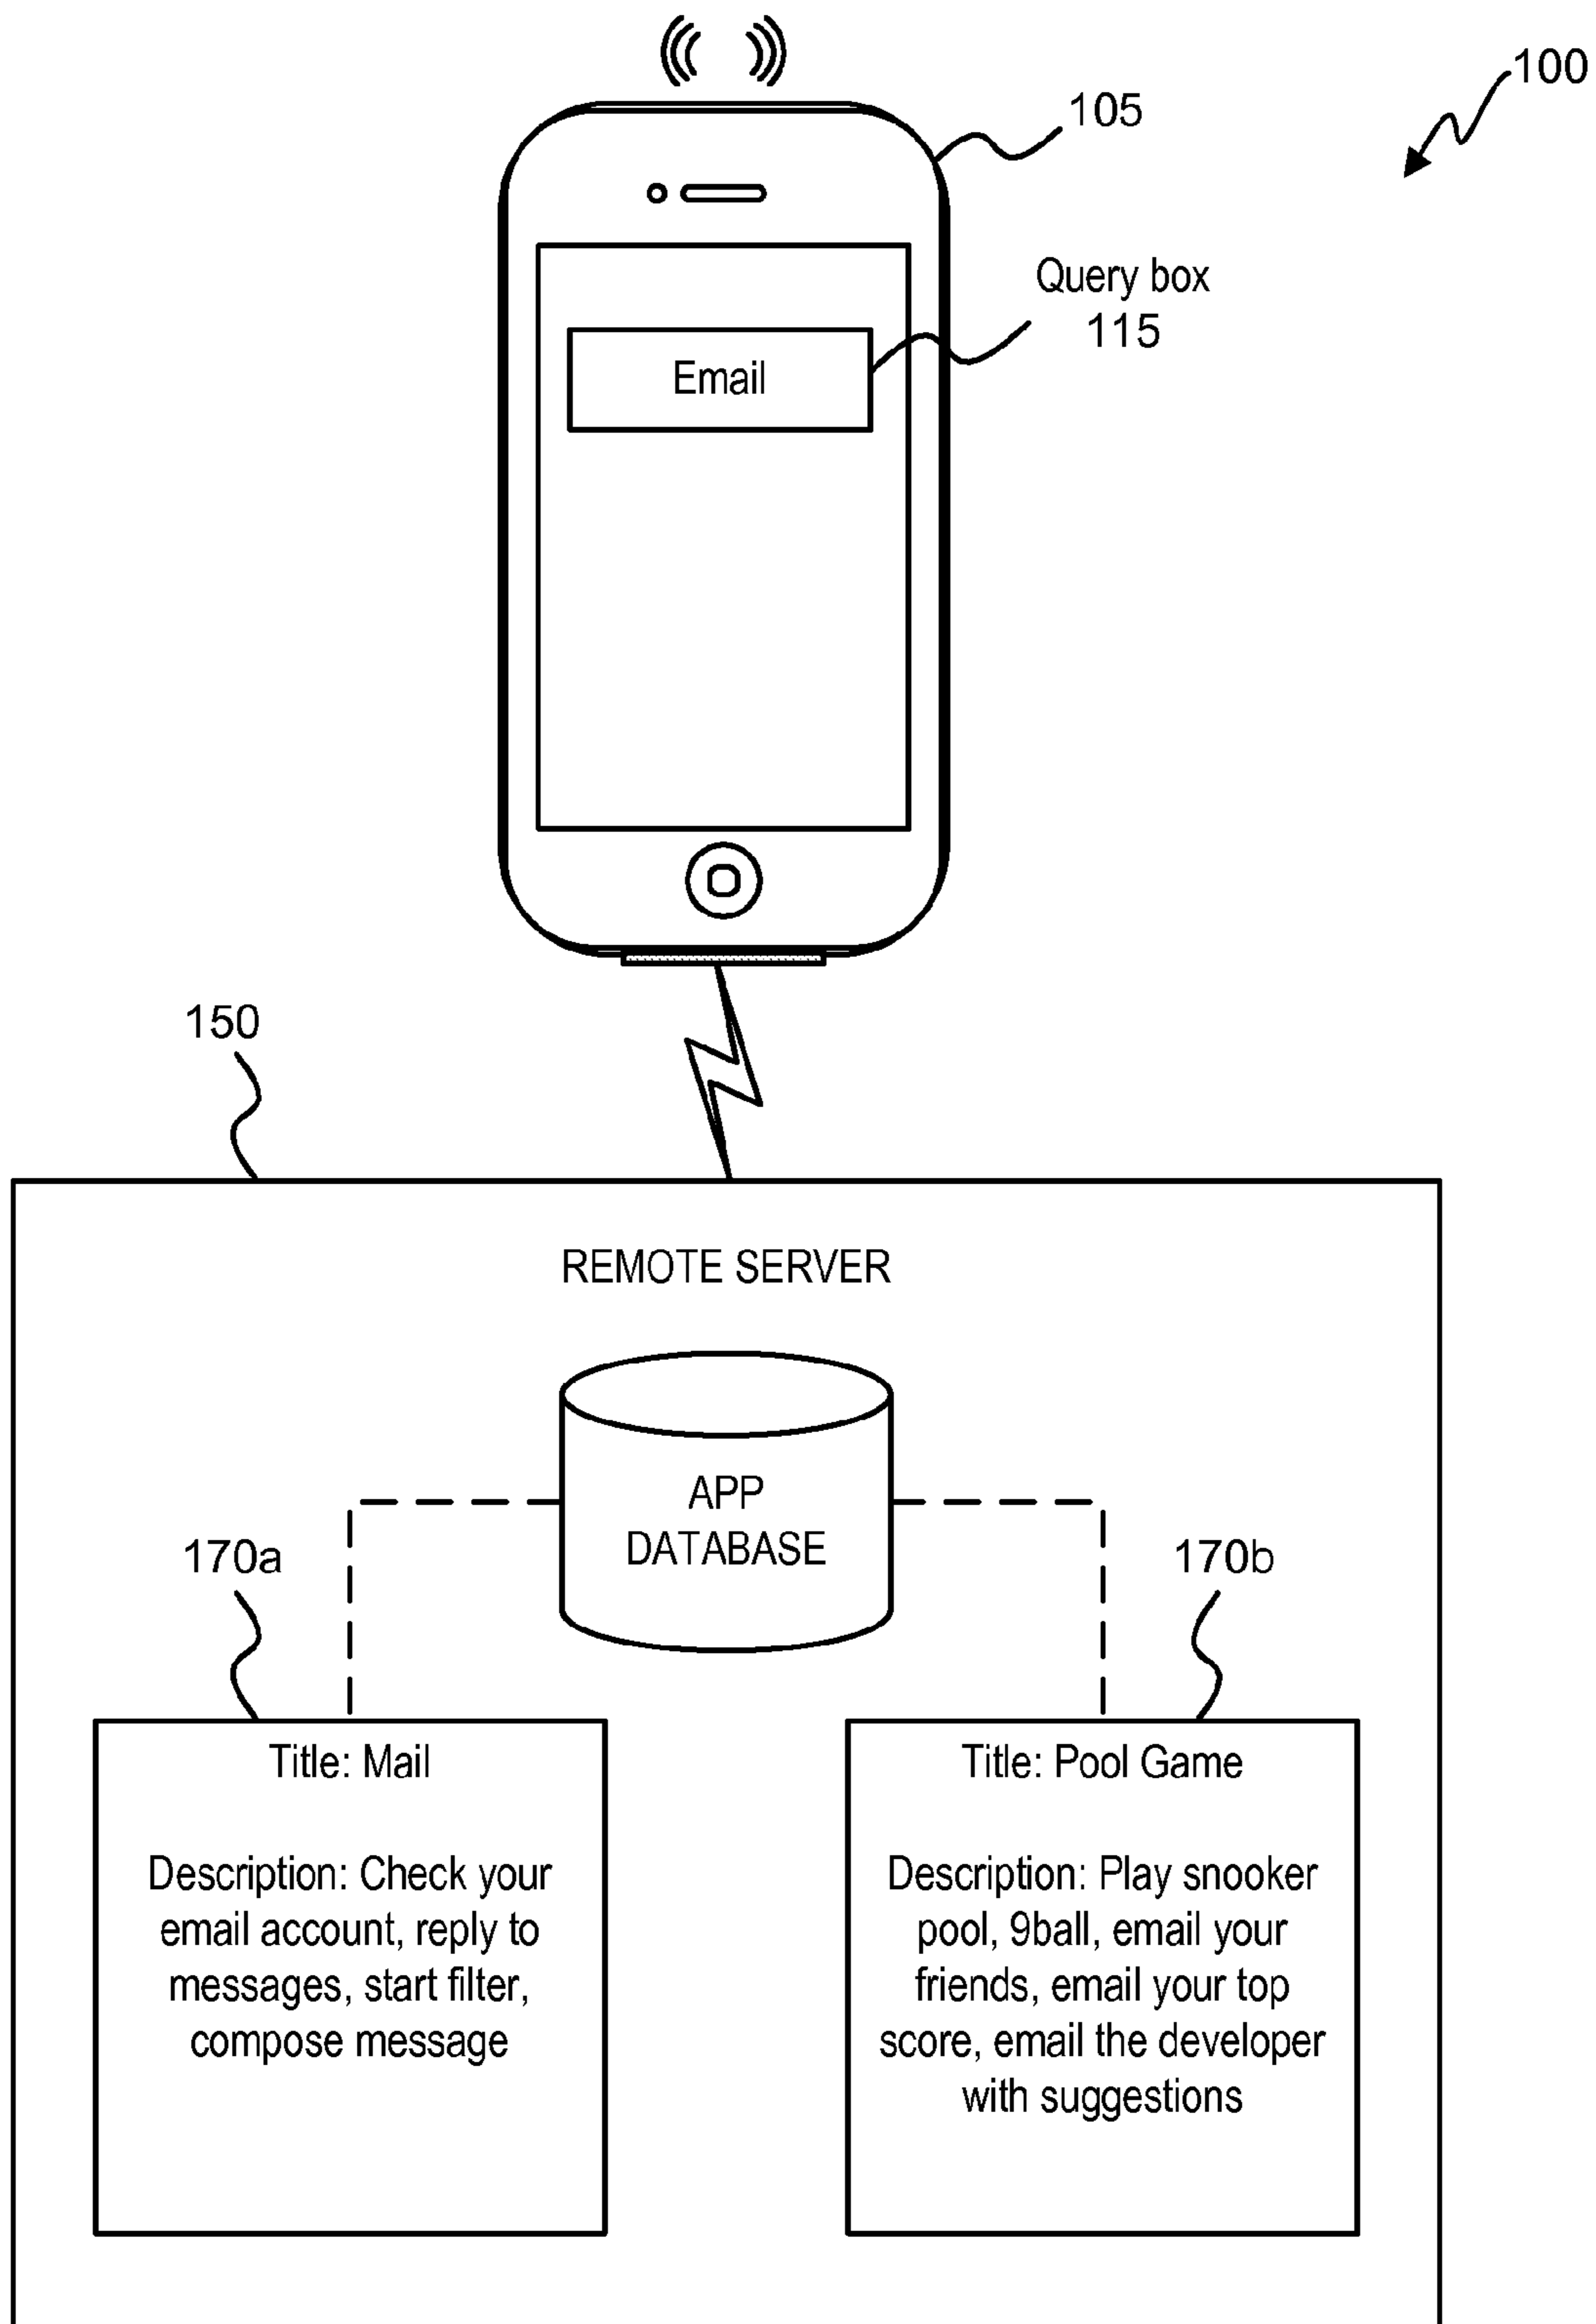 100
105
Query box
115
Email
150
REMOTE SERVER
APP
DATABASE
170a
170b
Title: Mail
Description: Check your
email account, reply to
messages, start filter,
compose message
Title: Pool Game
Description: Play snooker
pool, 9ball, email your
friends, email your top
score, email the developer
with suggestions